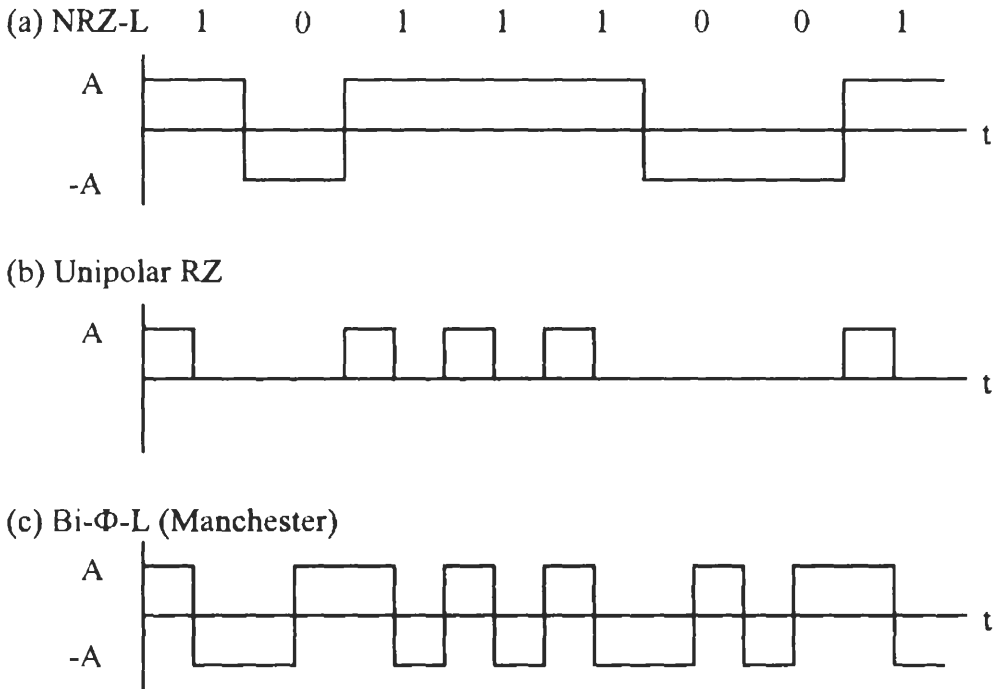 (a) NRZ-L 1 0 1 1 1 0 0 1
A
t
-A
(b) Unipolar RZ
A
t
(c) Bi-Φ-L (Manchester)
A
t
-A